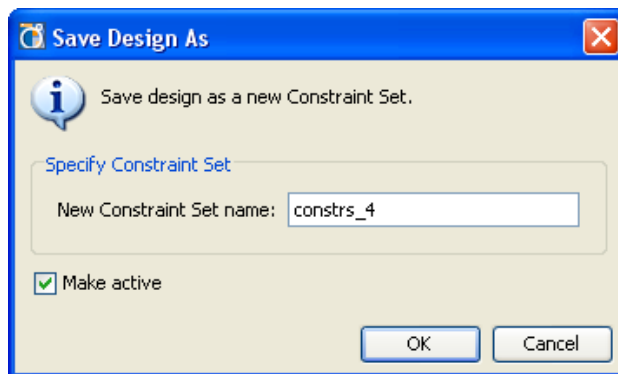 Save Design As
Save design as a new Constraint Set.
Specify Constraint Set
New Constraint Set name: constrs_4
Make active
OK Cancel